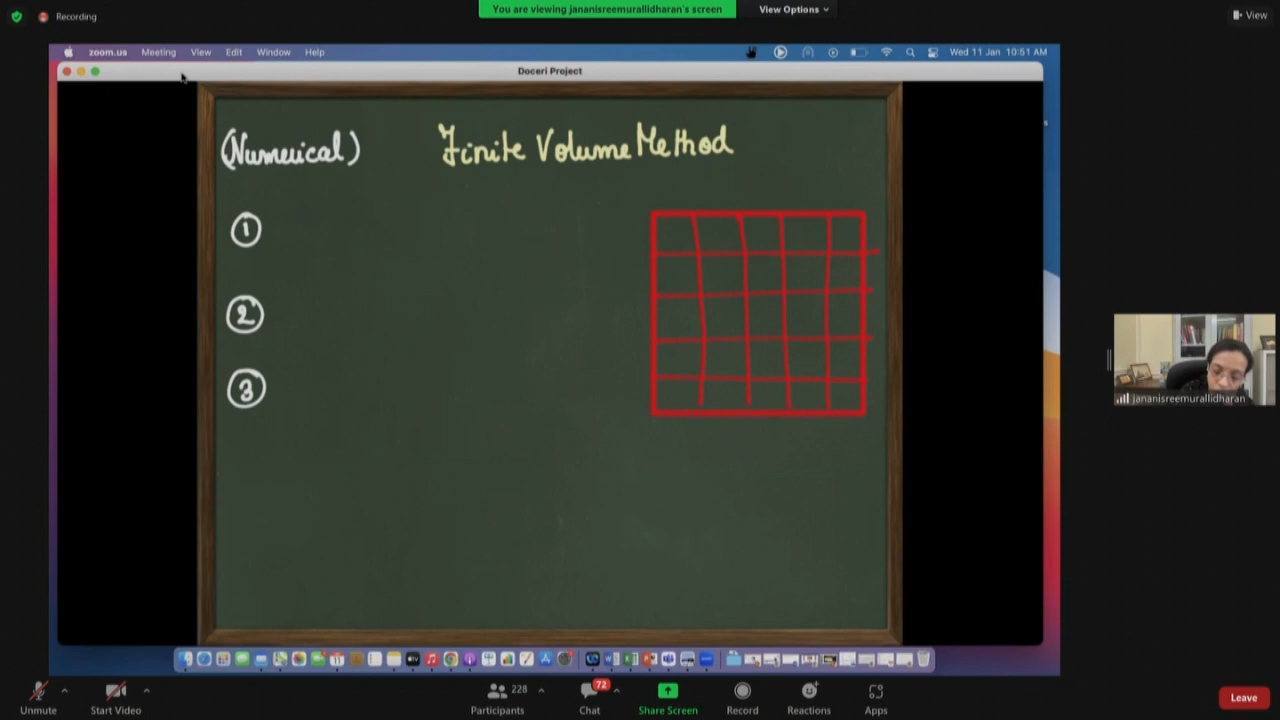 Recording
You are viewing jananisreemurallidharan's screen
View Options
View
zoom.us Meeting View Edit Window Help
Wed 11 Jan 10:51 AM
Doceri Project
(Numerical) Finite Volume Method
1
2
3
jananisreemurallidharan
Unmute
Start Video
228
Participants
72
Chat
Share Screen
Record
Reactions
Apps
Leave